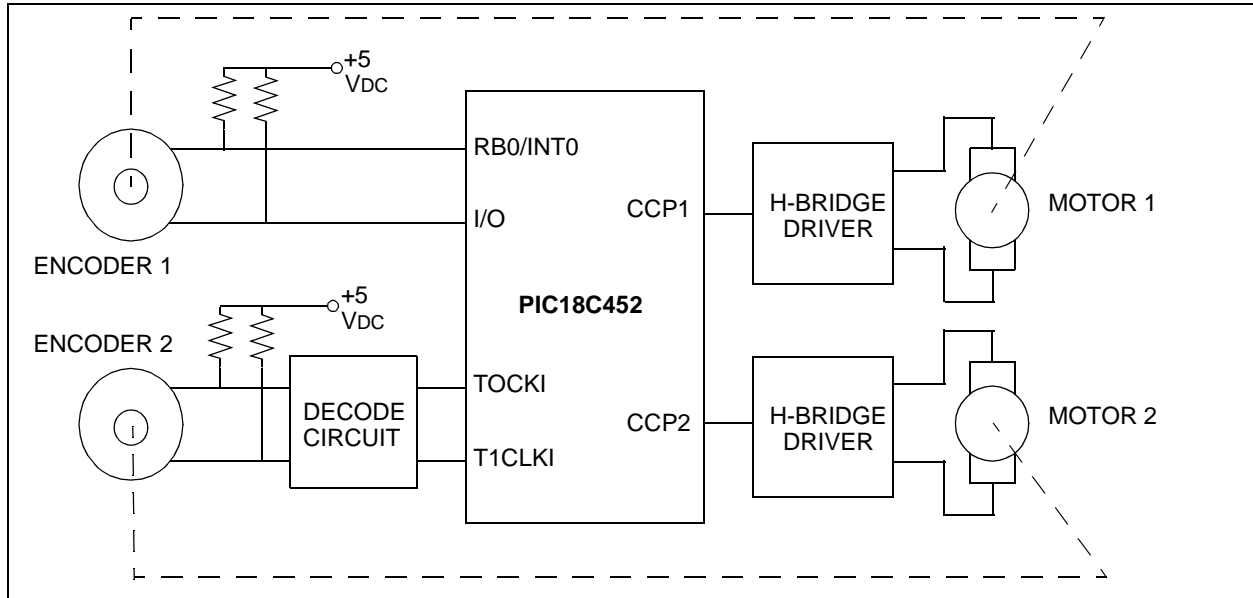 +5
VDC
RB0/INT0
I/O
ENCODER 1
CCP1
H-BRIDGE
DRIVER
MOTOR 1
PIC18C452
+5
VDC
ENCODER 2
DECODE
CIRCUIT
TOCKI
T1CLKI
CCP2
H-BRIDGE
DRIVER
MOTOR 2